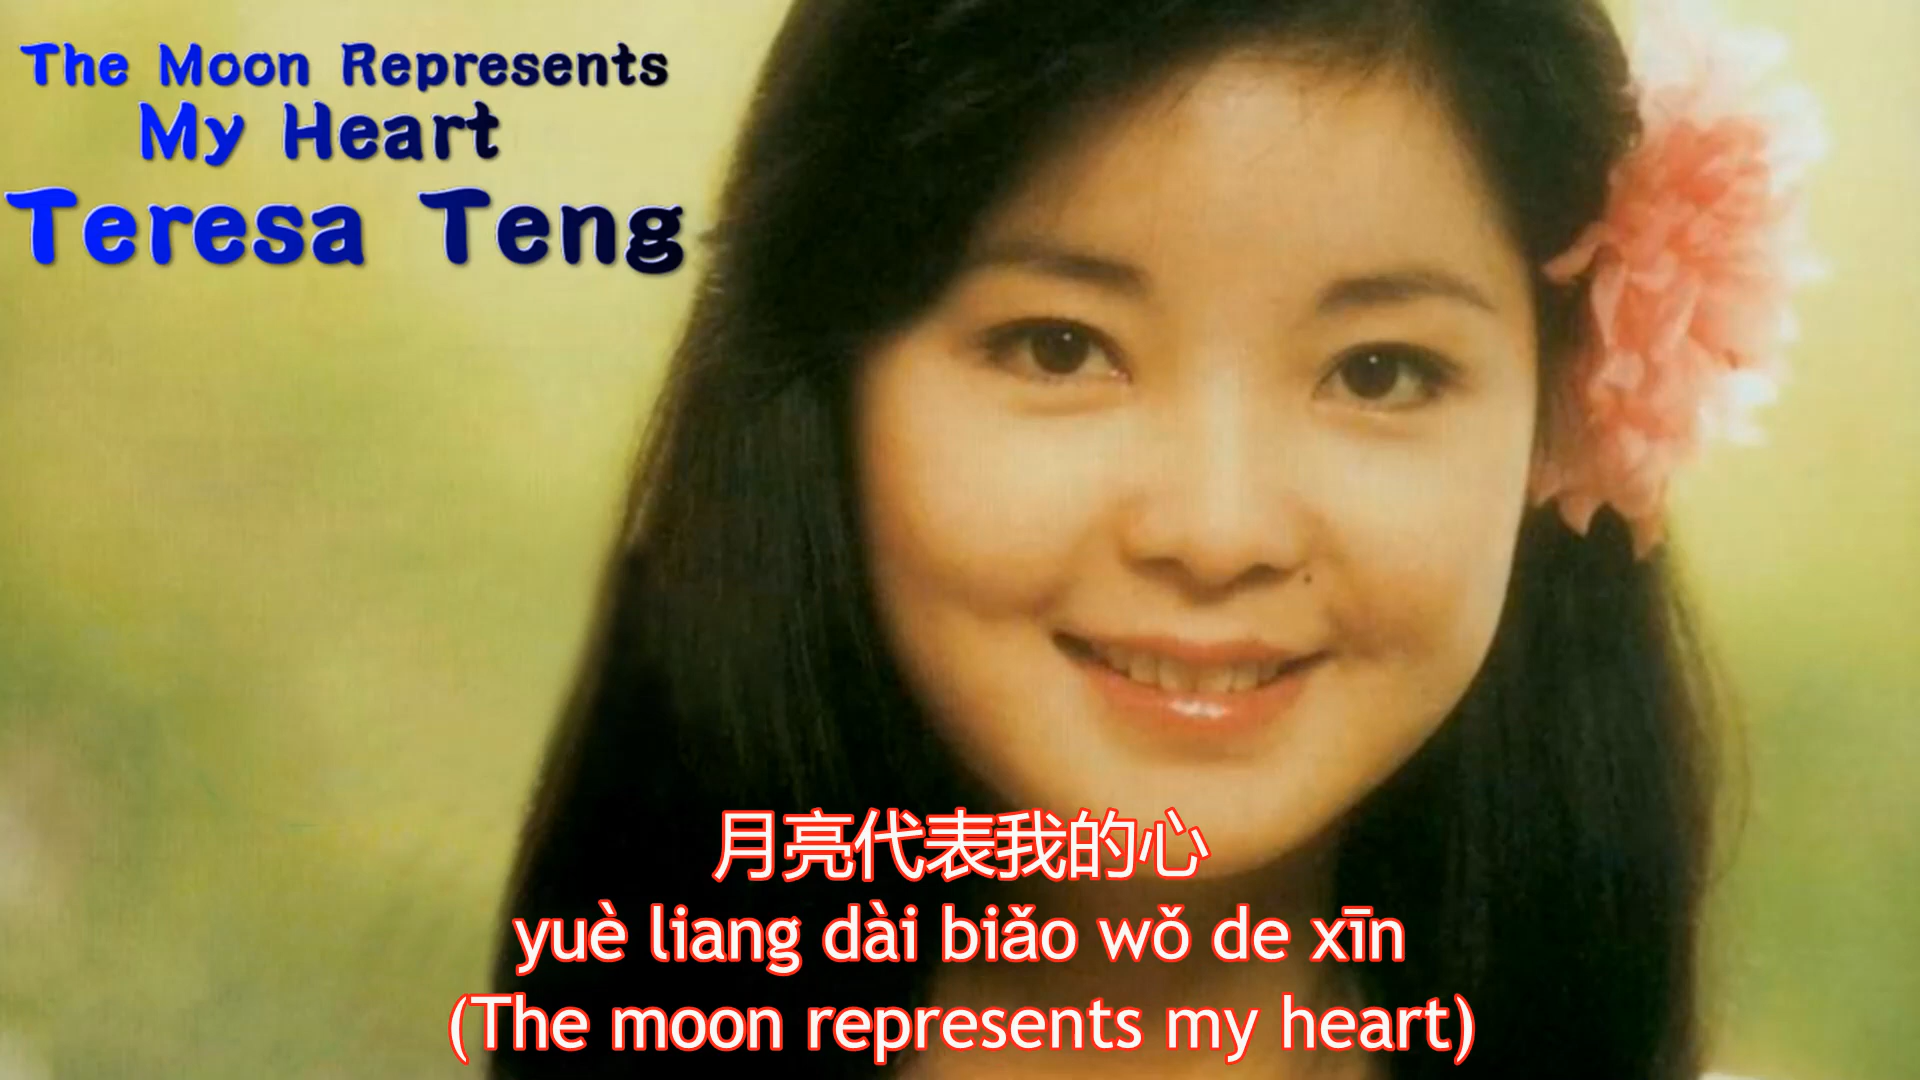 The Moon Represents
My Heart
Teresa Teng
月亮代表我的心
yuè liang dài biǎo wǒ de xīn
(The moon represents my heart)